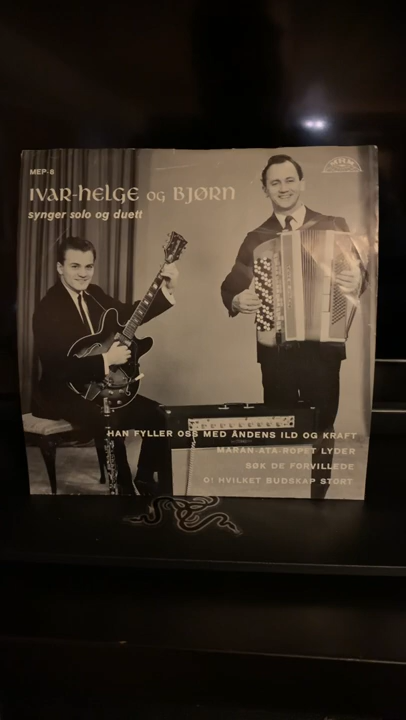 MEP-8
IVAR-HELGE OG BJØRN
synger solo og duett
HAN FYLLER OSS MED ÅNDENS ILD OG KRAFT
MARAN ATA-ROPET LYDER
SØK DE FORVILLEDE
O! HVILKET BUDSKAP STORT